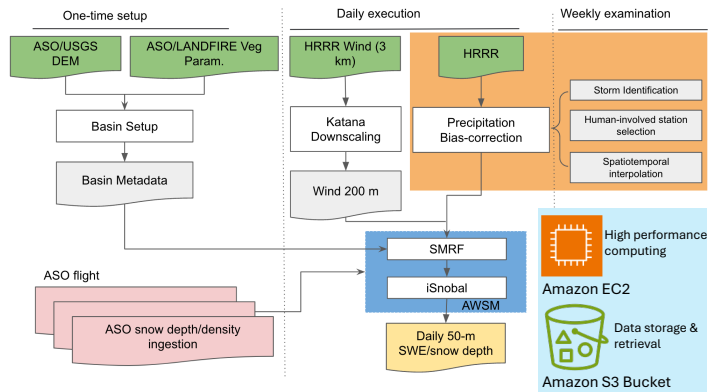 One-time setup
Daily execution
Weekly examination
ASO/USGS
DEM
ASO/LANDFIRE Veg
Param.
HRRR Wind (3
km)
HRRR
Basin Setup
Katana
Downscaling
Precipitation
Bias-correction
Storm Identification
Human-involved station
selection
Spatiotemporal
interpolation
Basin Metadata
Wind 200 m
SMRF
iSnobal
AWSM
ASO flight
ASO snow depth/density
ingestion
Daily 50-m
SWE/snow depth
High performance
computing
Amazon EC2
Data storage &
retrieval
Amazon S3 Bucket